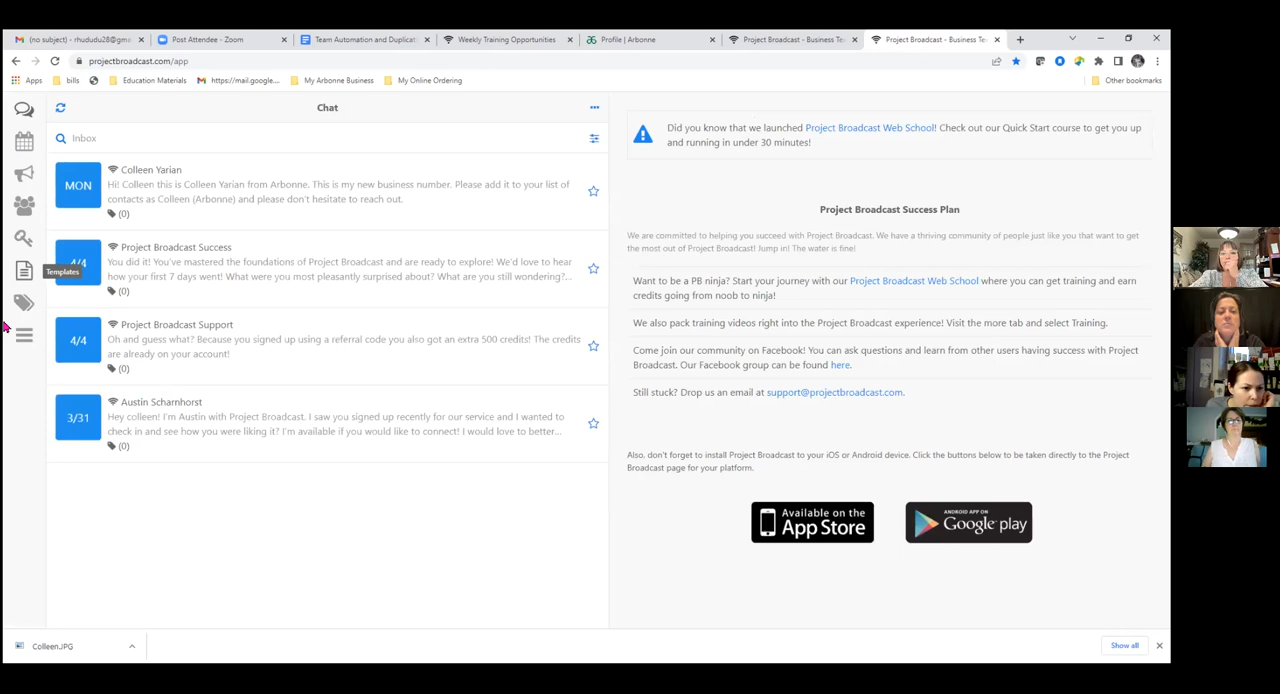 (no subject) - rhududu28@gm
Post Attendee - Zoom
Team Automation and Duplicat
Weekly Training Opportunities
Profile | Arbonne
Project Broadcast - Business Te
Project Broadcast - Business Te
projectbroadcast.com/app
Apps
bills
Education Materials
https://mail.google...
My Arbonne Business
My Online Ordering
Other bookmarks
Chat
Inbox
MON
Colleen Yarian
Hi! Colleen this is Colleen Yarian from Arbonne. This is my new business number. Please add it to your list of
contacts as Colleen (Arbonne) and please don't hesitate to reach out.
(0)
4/4
Project Broadcast Success
You did it! You've mastered the foundations of Project Broadcast and are ready to explore! We'd love to hear
how your first 7 days went! What were you most pleasantly surprised about? What are you still wondering?...
(0)
Templates
4/4
Project Broadcast Support
Oh and guess what? Because you signed up using a referral code you also got an extra 500 credits! The credits
are already on your account!
(0)
3/31
Austin Scharnhorst
Hey colleen! I'm Austin with Project Broadcast. I saw you signed up recently for our service and I wanted to
check in and see how you were liking it? I'm available if you would like to connect! I would love to better...
(0)
Did you know that we launched Project Broadcast Web School! Check out our Quick Start course to get you up
and running in under 30 minutes!
Project Broadcast Success Plan
We are committed to helping you succeed with Project Broadcast. We have a thriving community of people just like you that want to get
the most out of Project Broadcast! Jump in! The water is fine!
Want to be a PB ninja? Start your journey with our Project Broadcast Web School where you can get training and earn
credits going from noob to ninja!
We also pack training videos right into the Project Broadcast experience! Visit the more tab and select Training.
Come join our community on Facebook! You can ask questions and learn from other users having success with Project
Broadcast. Our Facebook group can be found here.
Still stuck? Drop us an email at support@projectbroadcast.com.
Also, don't forget to install Project Broadcast to your iOS or Android device. Click the buttons below to be taken directly to the Project
Broadcast page for your platform.
Available on the
App Store
ANDROID APP ON
Google play
Colleen.JPG
Show all